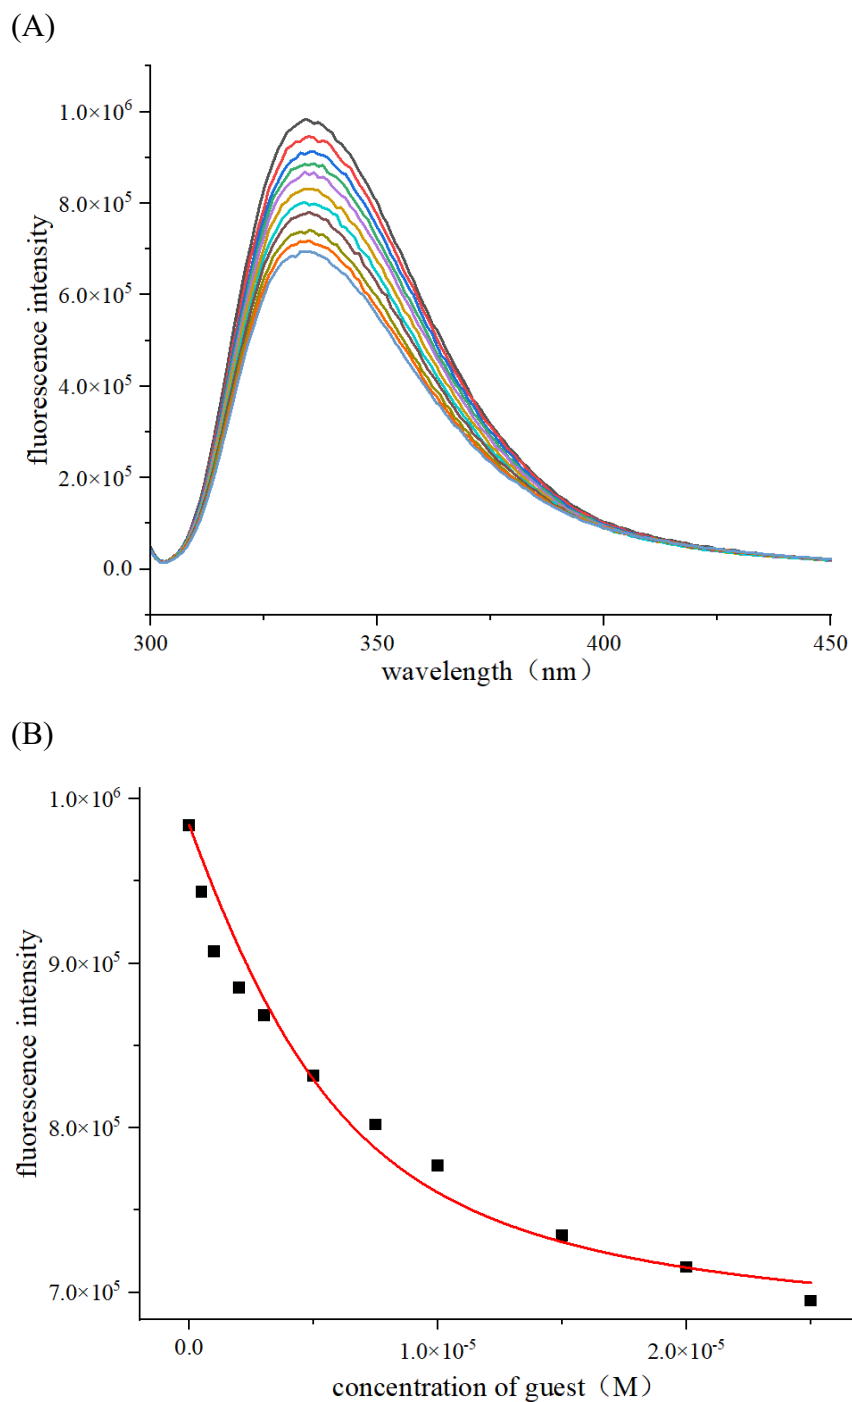 (A)
fluorescence intensity
1.0×10⁶
8.0×10⁵
6.0×10⁵
4.0×10⁵
2.0×10⁵
0.0
300 350 400 450
wavelength（nm）
(B)
fluorescence intensity
1.0×10⁶
9.0×10⁵
8.0×10⁵
7.0×10⁵
0.0 1.0×10⁻⁵ 2.0×10⁻⁵
concentration of guest（M）